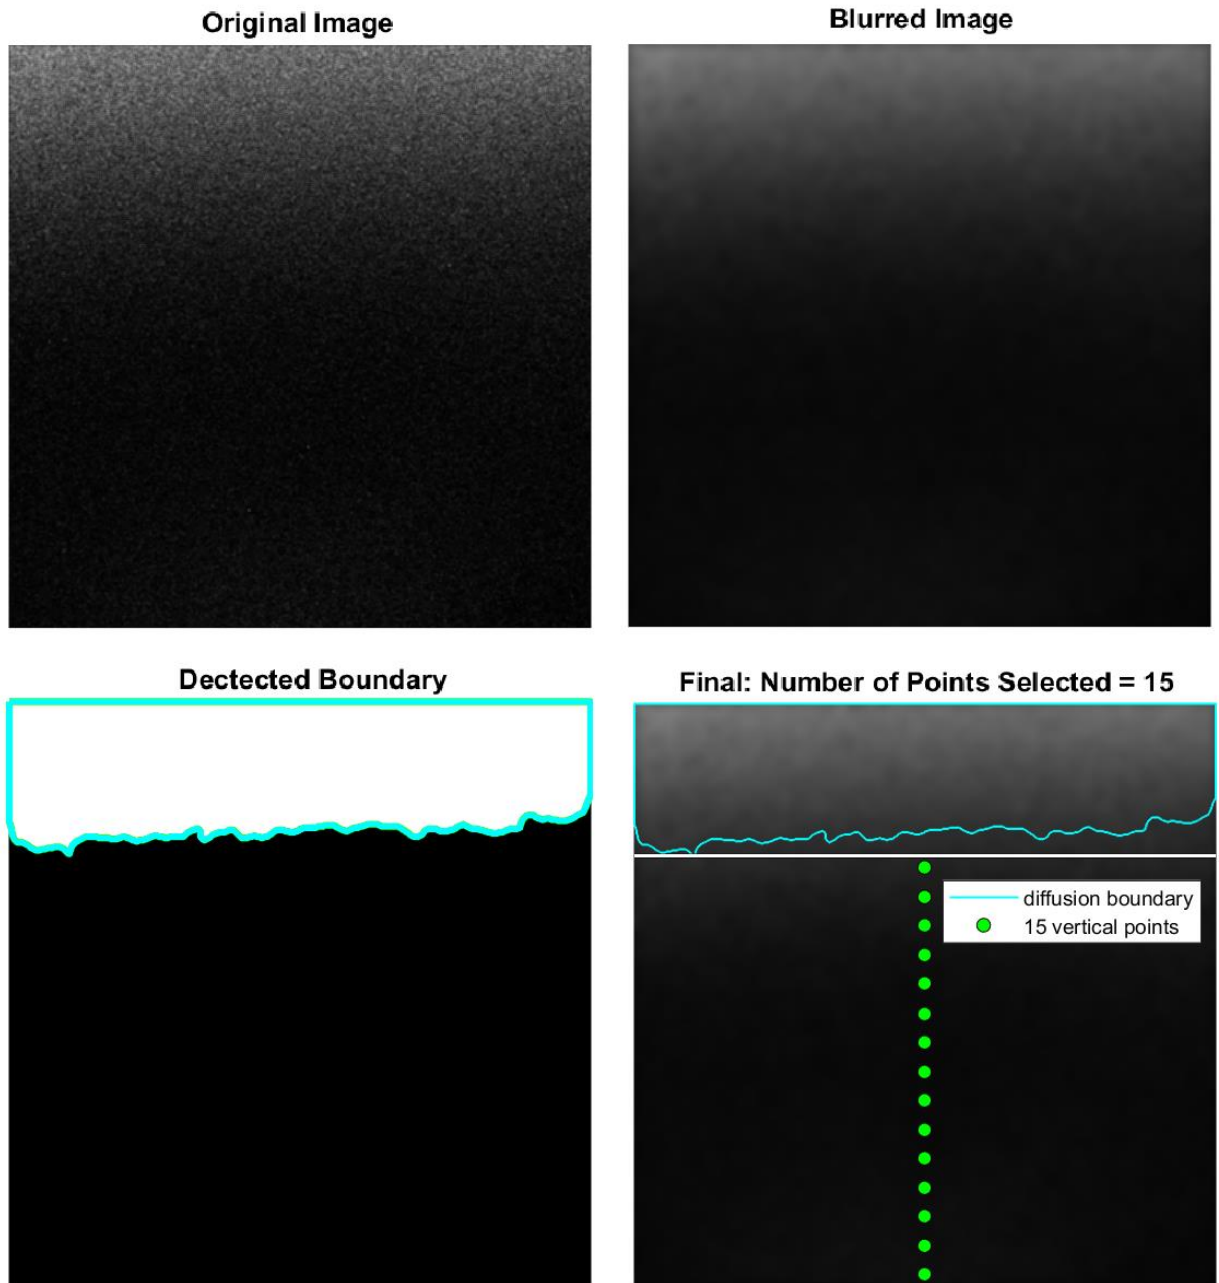 Original Image
Blurred Image
Dectected Boundary
Final: Number of Points Selected = 15
diffusion boundary
15 vertical points